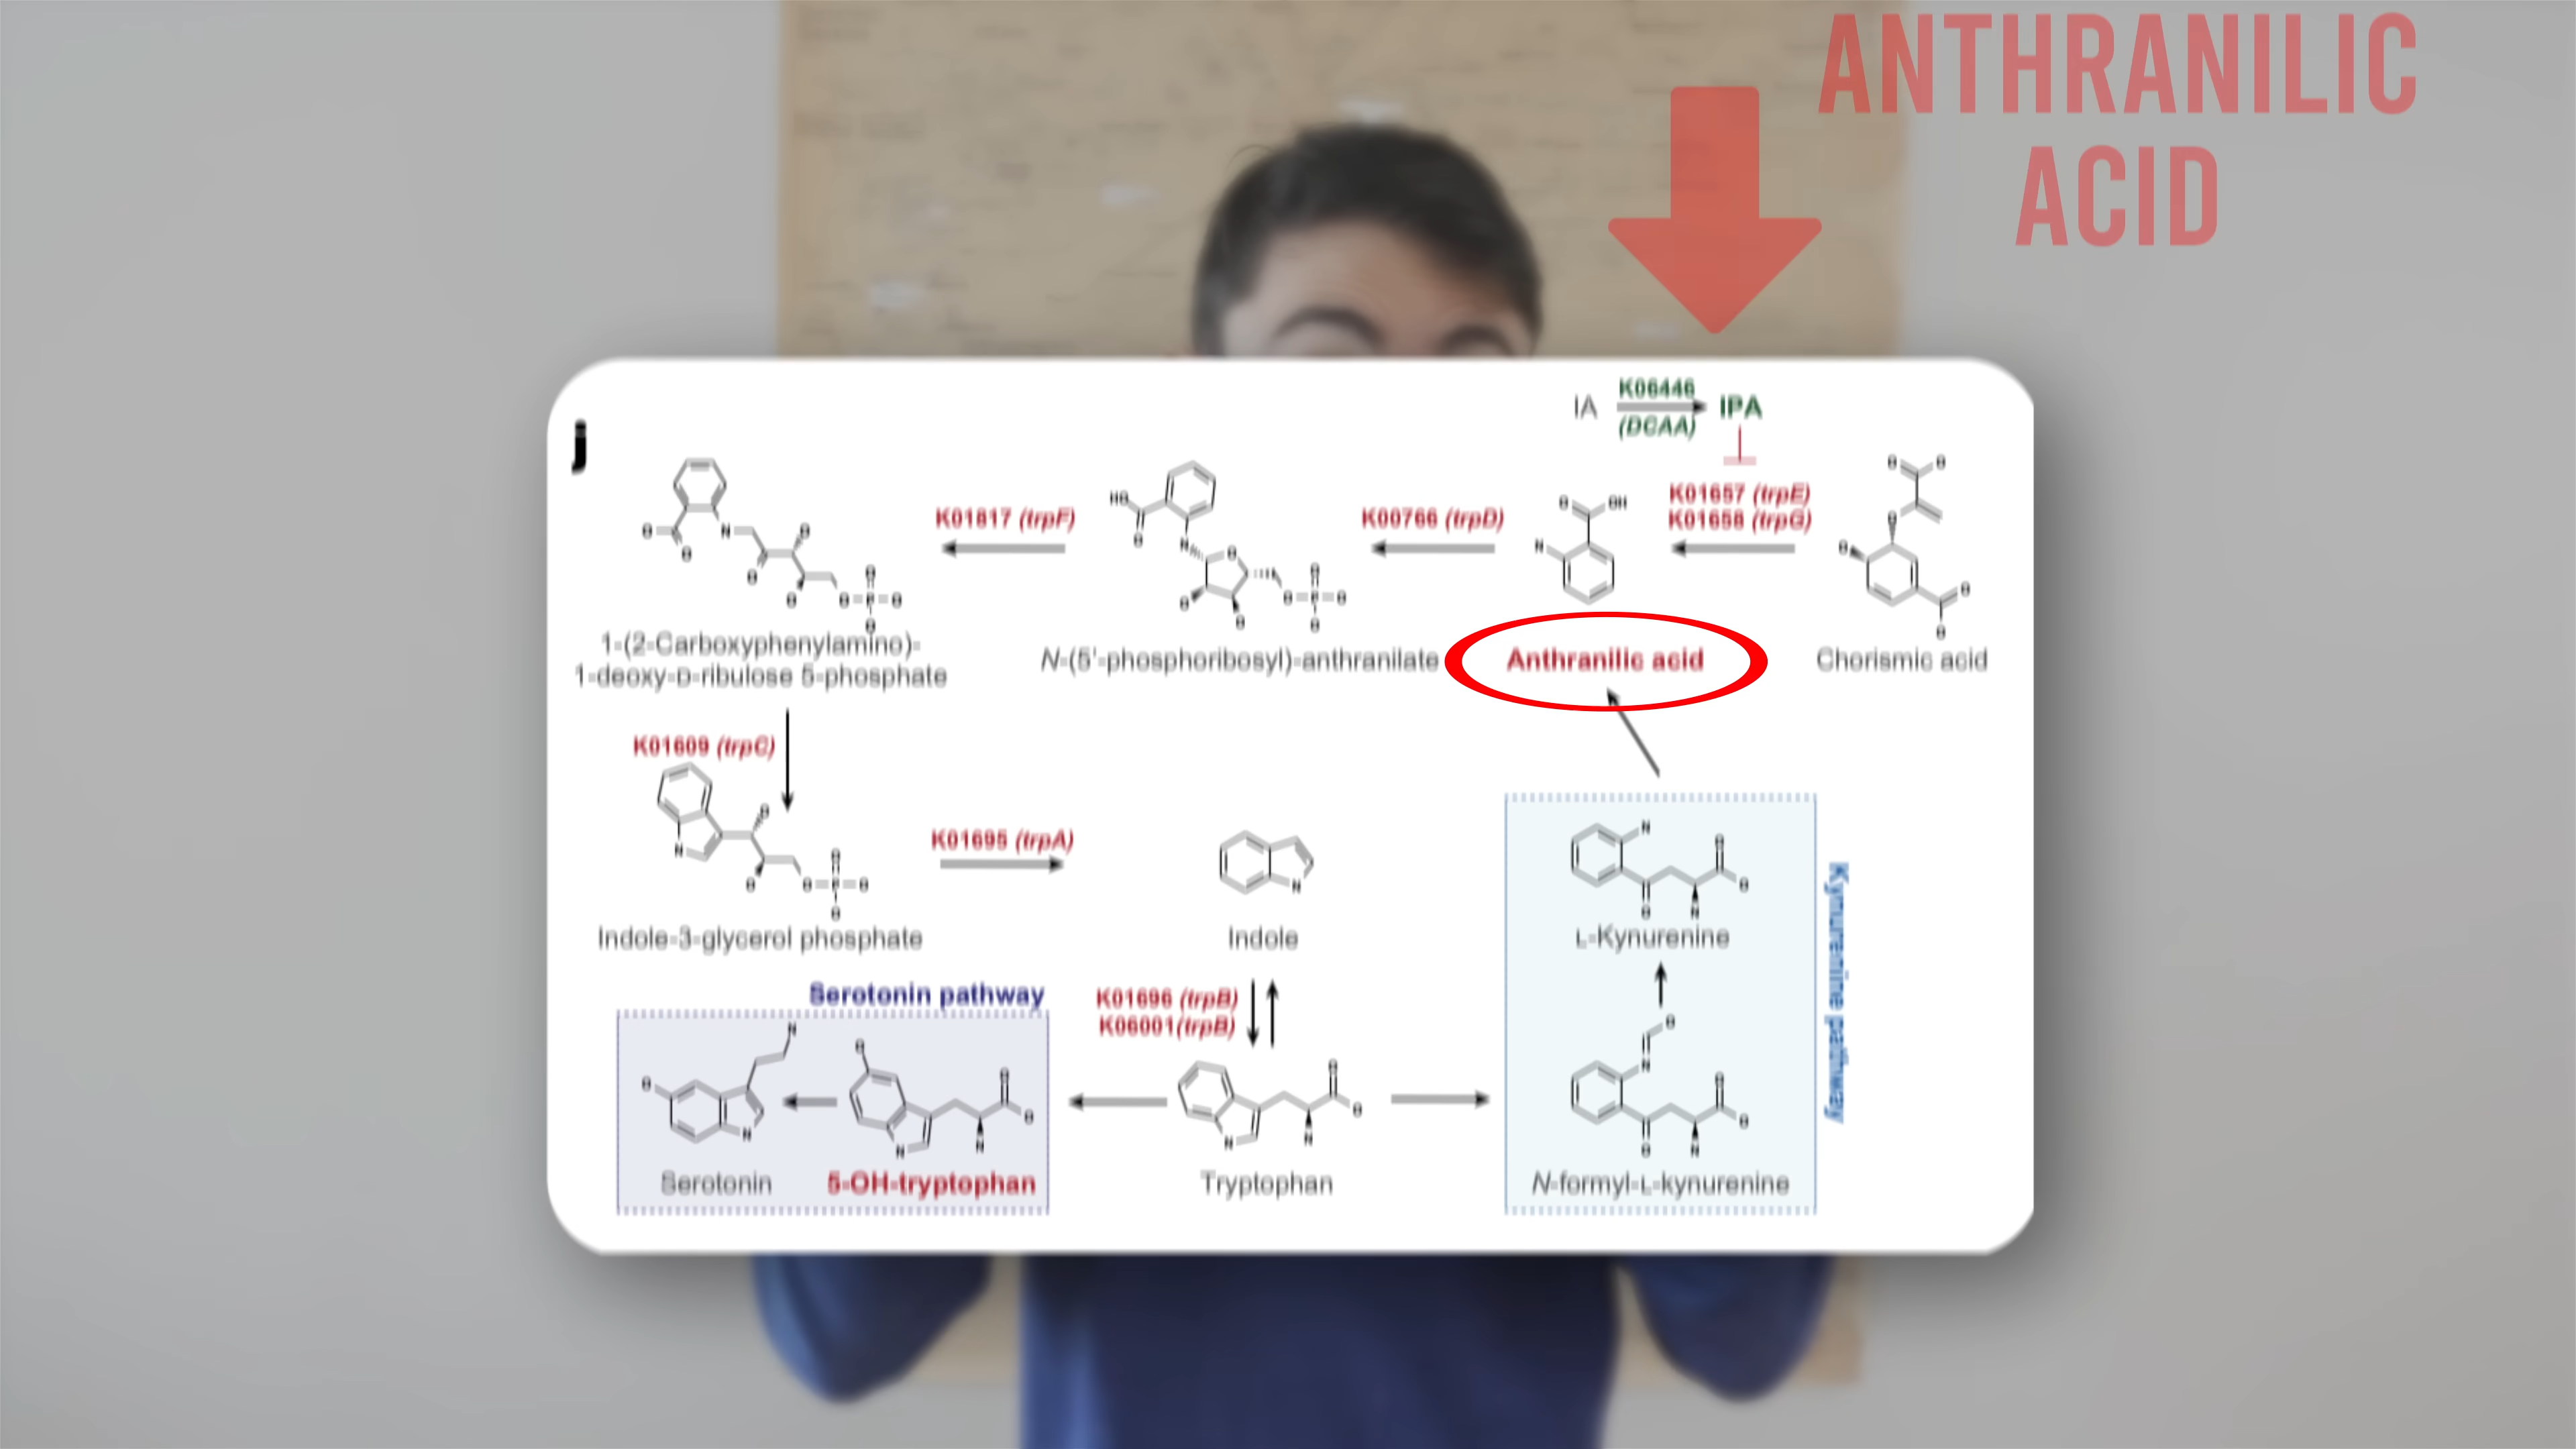 ANTHRANILIC
ACID
j
IA
K06446
(DCAA)
IPA
K01817 (trpF)
K00766 (trpD)
K01657 (trpE)
K01658 (trpG)
1-(2-Carboxyphenylamino)-
1-deoxy-D-ribulose 5-phosphate
N-(5'-phosphoribosyl)-anthranilate
Anthranilic acid
Chorismic acid
K01609 (trpC)
K01695 (trpA)
Indole-3-glycerol phosphate
Indole
L-Kynurenine
Kynurenine pathway
Serotonin pathway
K01696 (trpB)
K06001(trpB)
Serotonin
5-OH-tryptophan
Tryptophan
N-formyl-L-kynurenine